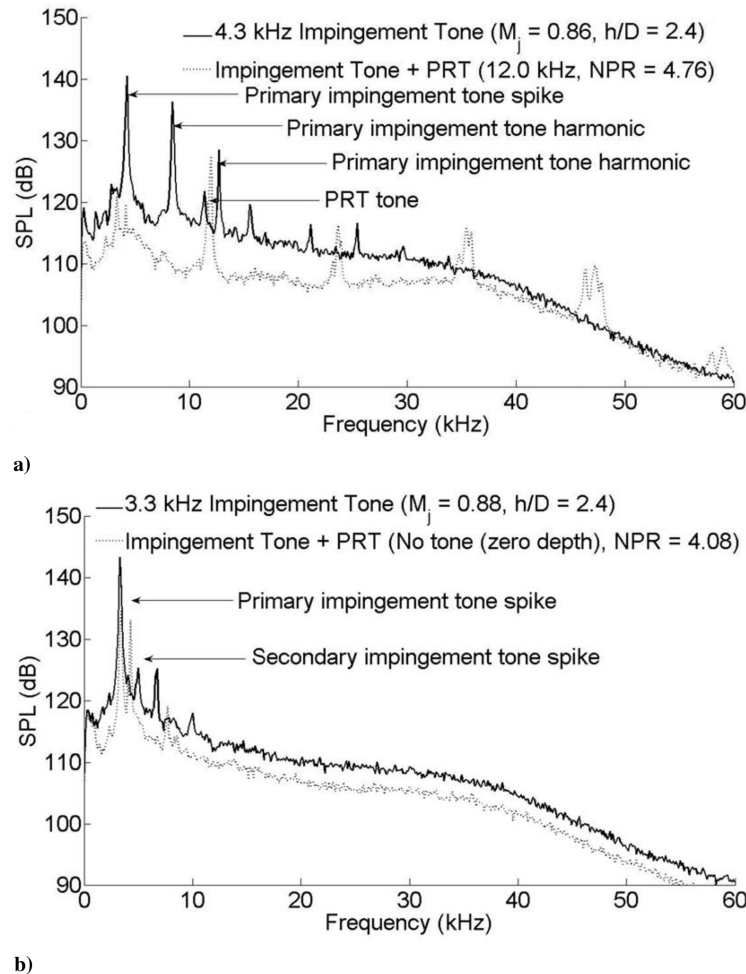 150
4.3 kHz Impingement Tone (Mj = 0.86, h/D = 2.4)
Impingement Tone + PRT (12.0 kHz, NPR = 4.76)
140
Primary impingement tone spike
Primary impingement tone harmonic
130
Primary impingement tone harmonic
120
PRT tone
SPL (dB)
110
100
90
0 10 20 30 40 50 60
Frequency (kHz)
a)
150
3.3 kHz Impingement Tone (Mj = 0.88, h/D = 2.4)
Impingement Tone + PRT (No tone (zero depth), NPR = 4.08)
140
Primary impingement tone spike
130
Secondary impingement tone spike
120
SPL (dB)
110
100
90
0 10 20 30 40 50 60
Frequency (kHz)
b)